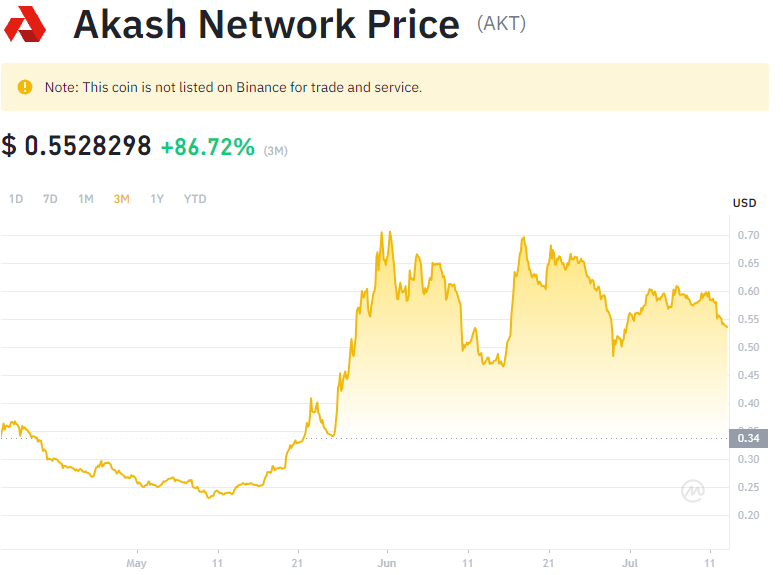 Akash Network Price (AKT)
Note: This coin is not listed on Binance for trade and service.
$ 0.5528298 +86.72% (3M)
1D 7D 1M 3M 1Y YTD
USD
0.70
0.65
0.60
0.55
0.50
0.45
0.40
0.34
0.30
0.25
0.20
May 11 21 Jun 11 21 Jul 11